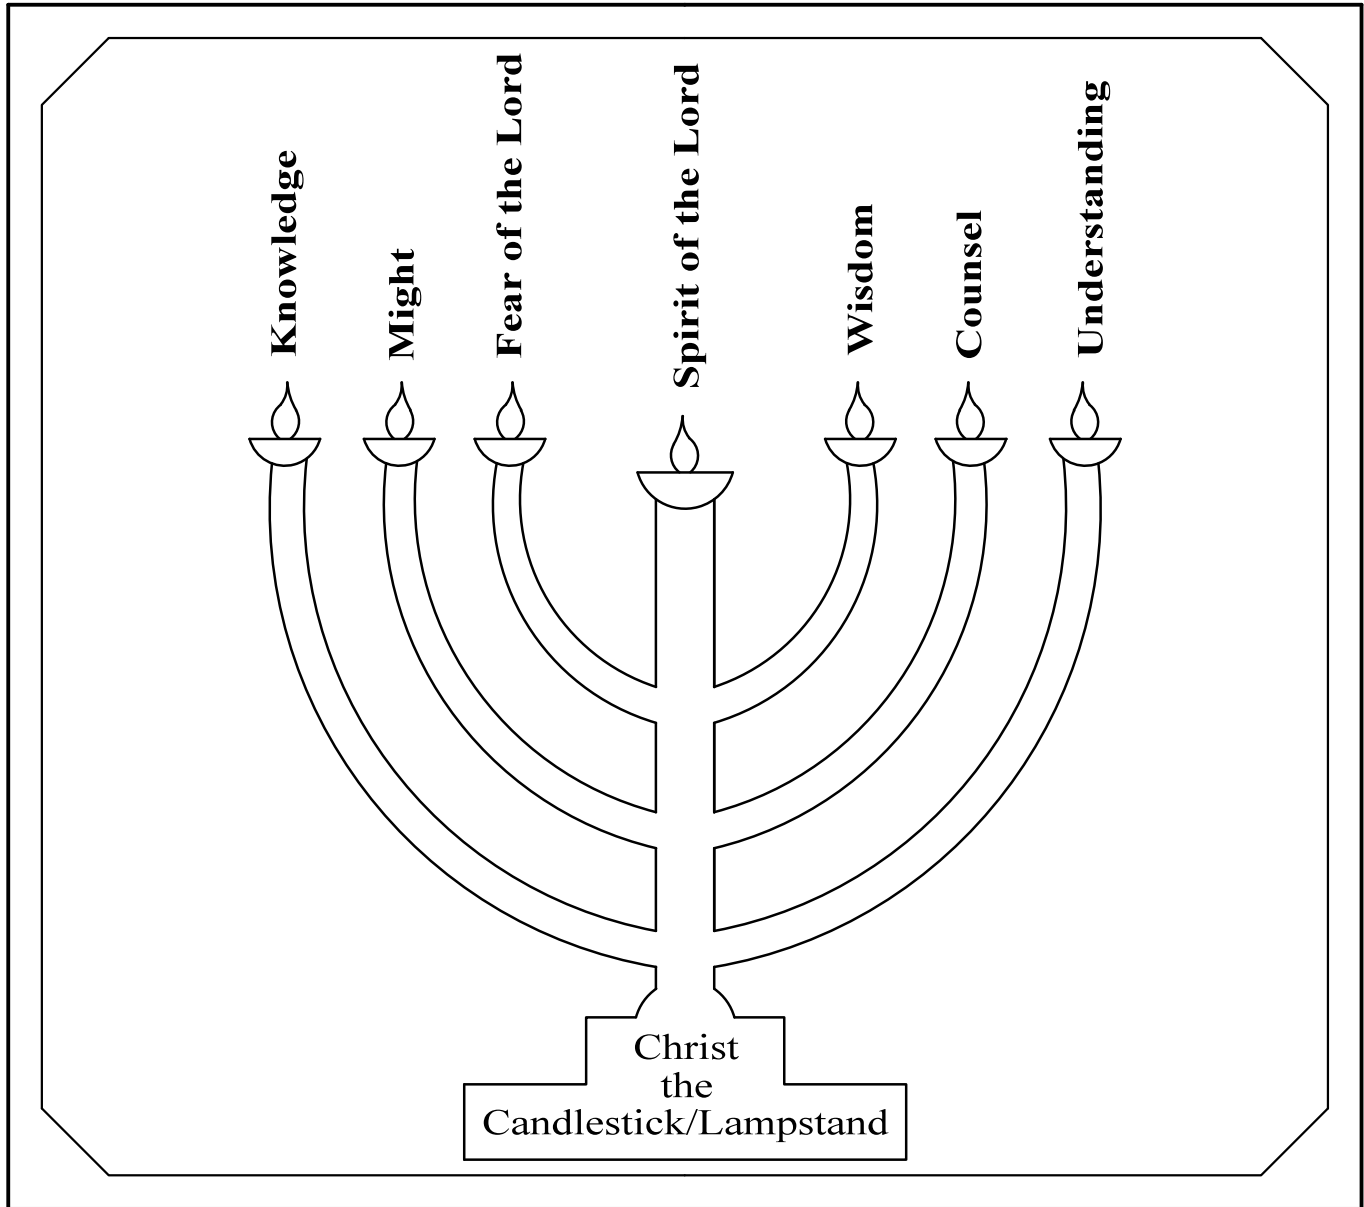 Knowledge
Might
Fear of the Lord
Spirit of the Lord
Wisdom
Counsel
Understanding
Christ
the
Candlestick/Lampstand